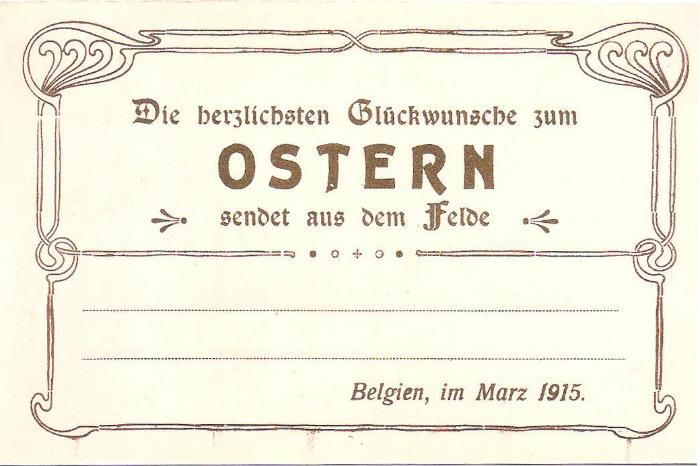 Die herzlichsten Glückwunsche zum
OSTERN
sendet aus dem Felde
Belgien, im Marz 1915.